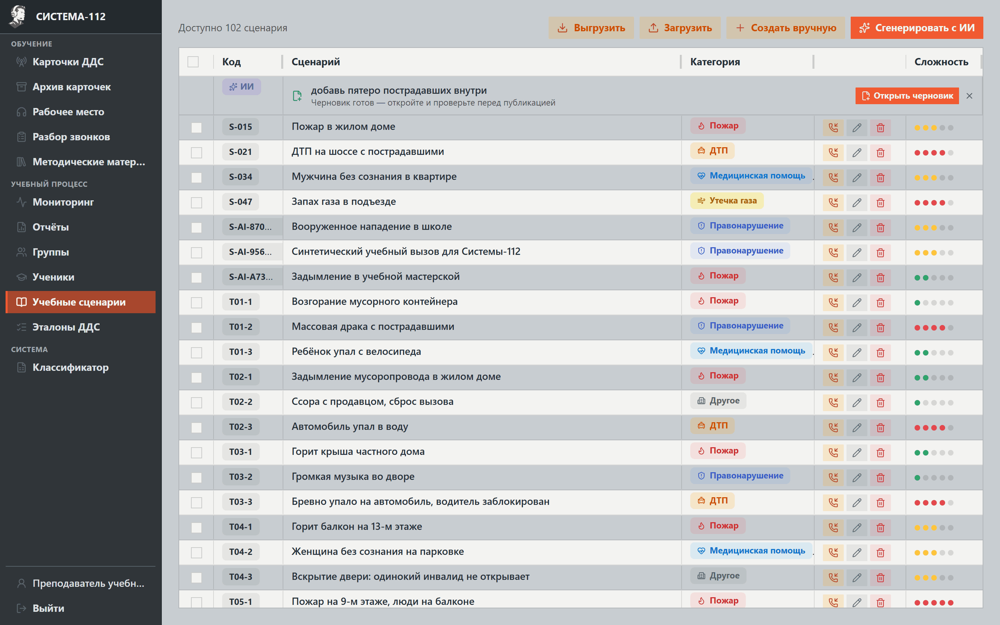 СИСТЕМА-112
ОБУЧЕНИЕ
Карточки ДДС
Архив карточек
Рабочее место
Разбор звонков
Методические матер...
УЧЕБНЫЙ ПРОЦЕСС
Мониторинг
Отчёты
Группы
Ученики
Учебные сценарии
Эталоны ДДС
СИСТЕМА
Классификатор
Преподаватель учебн...
Выйти
Доступно 102 сценария
Выгрузить
Загрузить
Создать вручную
Сгенерировать с ИИ
Код Сценарий Категория Сложность
ИИ добавь пятеро пострадавших внутри
Черновик готов — откройте и проверьте перед публикацией
Открыть черновик
S-015 Пожар в жилом доме Пожар
S-021 ДТП на шоссе с пострадавшими ДТП
S-034 Мужчина без сознания в квартире Медицинская помощь
S-047 Запах газа в подъезде Утечка газа
S-AI-870... Вооруженное нападение в школе Правонарушение
S-AI-956... Синтетический учебный вызов для Системы-112 Правонарушение
S-AI-A73... Задымление в учебной мастерской Пожар
T01-1 Возгорание мусорного контейнера Пожар
T01-2 Массовая драка с пострадавшими Правонарушение
T01-3 Ребёнок упал с велосипеда Медицинская помощь
T02-1 Задымление мусоропровода в жилом доме Пожар
T02-2 Ссора с продавцом, сброс вызова Другое
T02-3 Автомобиль упал в воду ДТП
T03-1 Горит крыша частного дома Пожар
T03-2 Громкая музыка во дворе Правонарушение
T03-3 Бревно упало на автомобиль, водитель заблокирован ДТП
T04-1 Горит балкон на 13-м этаже Пожар
T04-2 Женщина без сознания на парковке Медицинская помощь
T04-3 Вскрытие двери: одинокий инвалид не открывает Другое
T05-1 Пожар на 9-м этаже, люди на балконе Пожар